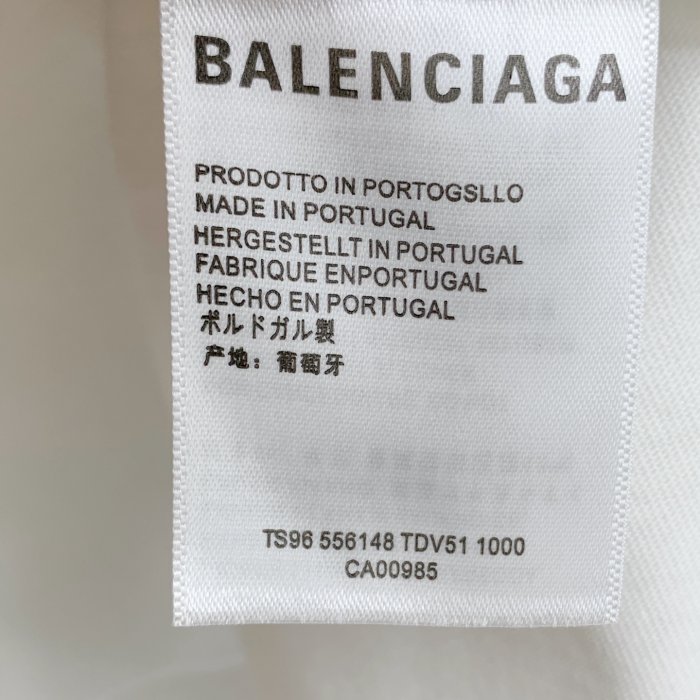 BALENCIAGA
PRODOTTO IN PORTOGSLLO
MADE IN PORTUGAL
HERGESTELLT IN PORTUGAL
FABRIQUE ENPORTUGAL
HECHO EN PORTUGAL
ポルドガル製
产地：葡萄牙
TS96 556148 TDV51 1000
CA00985